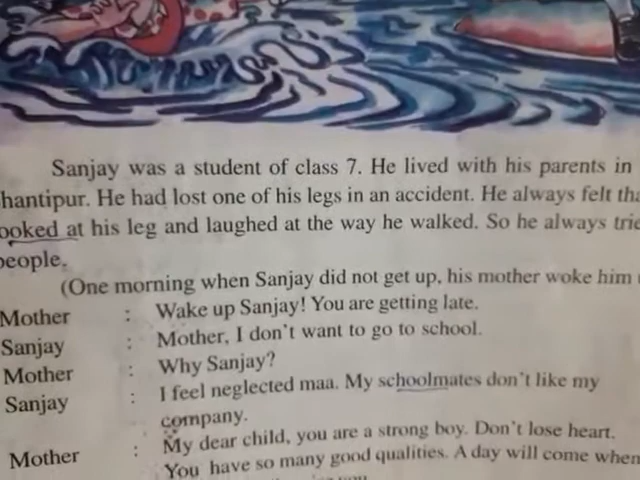 Sanjay was a student of class 7. He lived with his parents in
hantipur. He had lost one of his legs in an accident. He always felt tha
ooked at his leg and laughed at the way he walked. So he always trie
people.
(One morning when Sanjay did not get up, his mother woke him
Mother : Wake up Sanjay! You are getting late.
Sanjay : Mother, I don't want to go to school.
Mother : Why Sanjay?
Sanjay : I feel neglected maa. My schoolmates don't like my
company.
Mother : My dear child, you are a strong boy. Don't lose heart.
You have so many good qualities. A day will come when